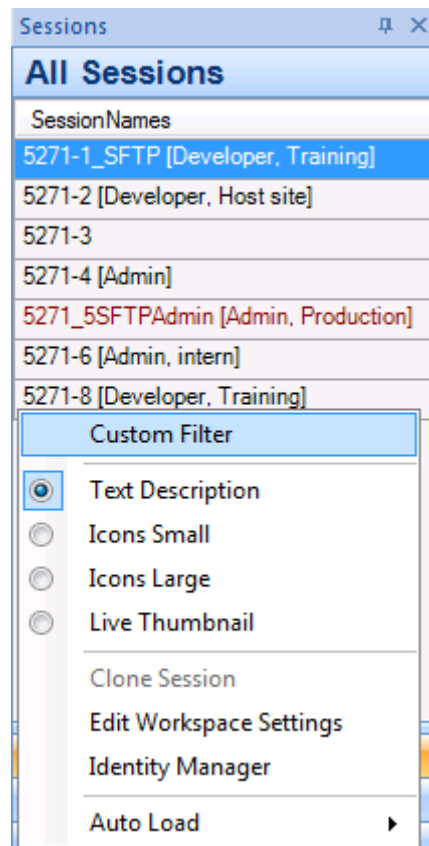 Sessions
All Sessions
SessionNames
5271-1_SFTP [Developer, Training]
5271-2 [Developer, Host site]
5271-3
5271-4 [Admin]
5271_5SFTPAdmin [Admin, Production]
5271-6 [Admin, intern]
5271-8 [Developer, Training]
Custom Filter
Text Description
Icons Small
Icons Large
Live Thumbnail
Clone Session
Edit Workspace Settings
Identity Manager
Auto Load